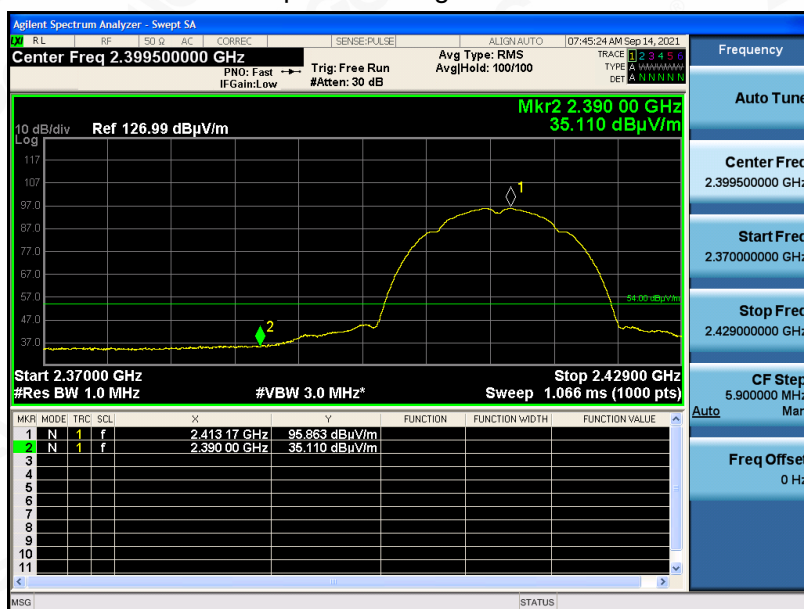 Agilent Spectrum Analyzer - Swept SA
LXI RL RF 50 Ω AC CORREC SENSE:PULSE ALIGN AUTO 07:45:24 AM Sep 14, 2021
Center Freq 2.399500000 GHz
PNO: Fast
IFGain:Low
Trig: Free Run
#Atten: 30 dB
Avg Type: RMS
Avg|Hold: 100/100
TRACE 1 2 3 4 5 6
TYPE A WWWWW
DET A N N N N N
Mkr2 2.390 00 GHz
35.110 dBµV/m
10 dB/div Ref 126.99 dBµV/m
Log
117
107
97.0
87.0
77.0
67.0
57.0
47.0
37.0
1
2
54.00 dBµV/m
Start 2.37000 GHz Stop 2.42900 GHz
#Res BW 1.0 MHz #VBW 3.0 MHz* Sweep 1.066 ms (1000 pts)
MKR MODE TRC SCL X Y FUNCTION FUNCTION WIDTH FUNCTION VALUE
1 N 1 f 2.413 17 GHz 95.863 dBµV/m
2 N 1 f 2.390 00 GHz 35.110 dBµV/m
3
4
5
6
7
8
9
10
11
MSG STATUS
Frequency
Auto Tune
Center Freq
2.399500000 GHz
Start Freq
2.370000000 GHz
Stop Freq
2.429000000 GHz
CF Step
5.900000 MHz
Auto Man
Freq Offset
0 Hz